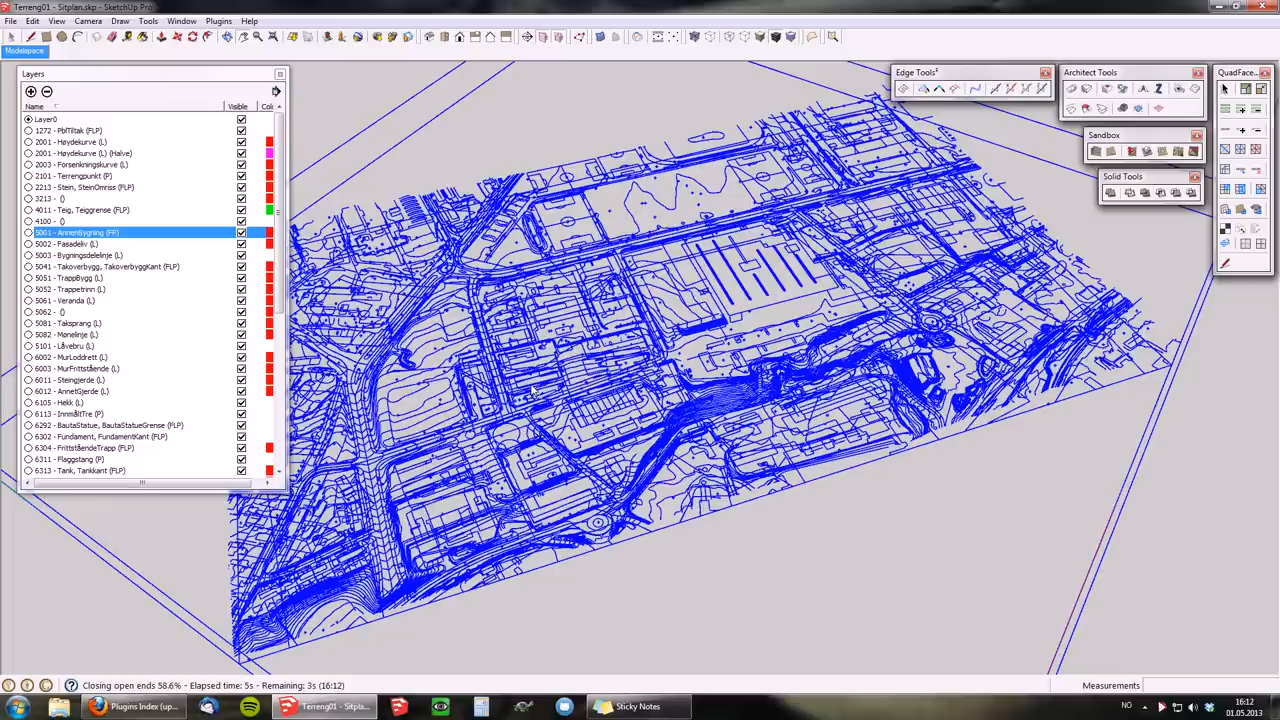 Terreng01 - Sitplan.skp - SketchUp Pro
File Edit View Camera Draw Tools Window Plugins Help
Modelspace
Layers
Name Visible Col
Layer0
1272 - PblTiltak (FLP)
2001 - Høydekurve (L)
2001 - Høydekurve (L) (Halve)
2003 - Forsenkningskurve (L)
2101 - Terrengpunkt (P)
2213 - Stein, SteinOmriss (FLP)
3213 - ()
4011 - Teig, Teiggrense (FLP)
4100 - ()
5001 - AnnenBygning (FP)
5002 - Fasadeliv (L)
5003 - Bygningsdelelinje (L)
5041 - Takoverbygg, TakoverbyggKant (FLP)
5051 - TrappBygg (L)
5052 - Trappetrinn (L)
5061 - Veranda (L)
5062 - ()
5081 - Taksprang (L)
5082 - Mønelinje (L)
5101 - Låvebru (L)
6002 - MurLoddrett (L)
6003 - MurFrittstående (L)
6011 - Steingjerde (L)
6012 - AnnetGjerde (L)
6105 - Hekk (L)
6113 - InnmåltTre (P)
6292 - BautaStatue, BautaStatueGrense (FLP)
6302 - Fundament, FundamentKant (FLP)
6304 - FrittståendeTrapp (FLP)
6311 - Flaggstang (P)
6313 - Tank, Tankkant (FLP)
Edge Tools²
Architect Tools
QuadFace...
Sandbox
Solid Tools
Closing open ends 58.6% - Elapsed time: 5s - Remaining: 3s (16:12)
Measurements
Plugins Index (up...
Terreng01 - Sitpla...
Sticky Notes
NO
16:12
01.05.2013